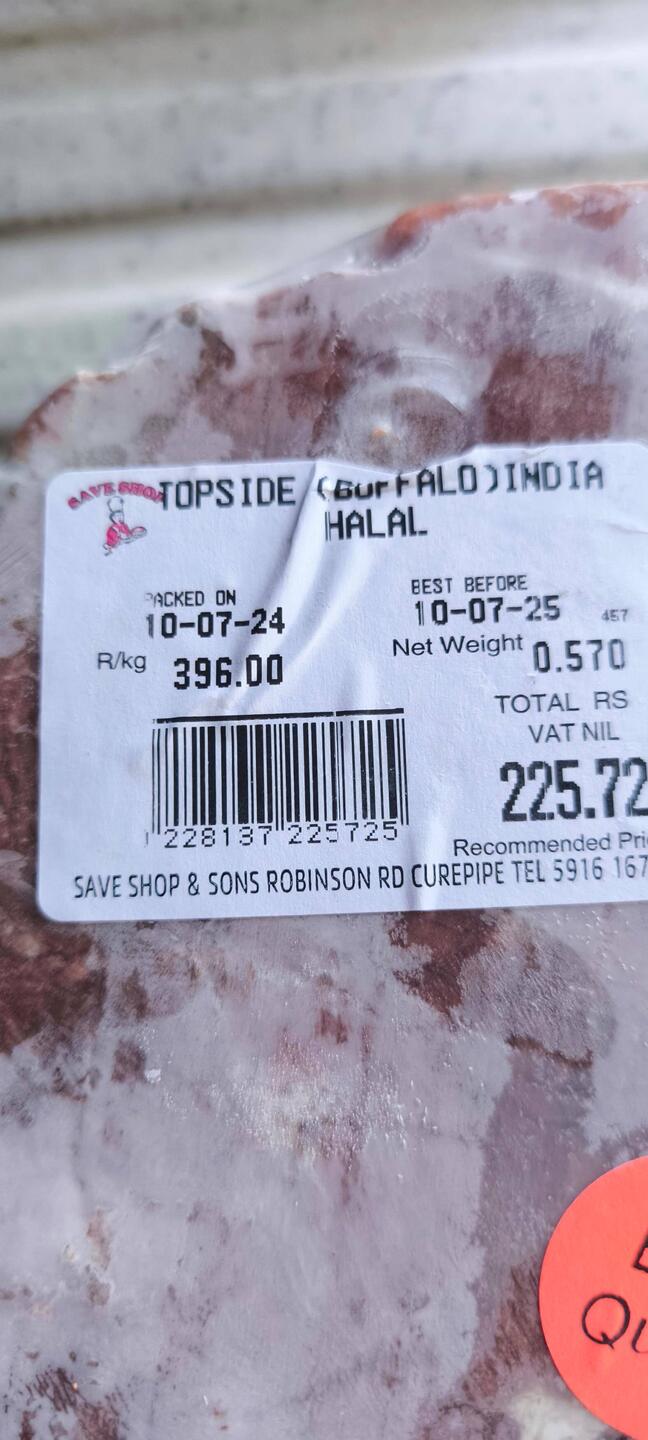 SAVE SHOP
TOPSIDE (BUFFALO)INDIA
HALAL
PACKED ON
10-07-24
BEST BEFORE
10-07-25
457
R/kg 396.00
Net Weight 0.570
TOTAL RS
VAT NIL
225.72
228137 225725
Recommended
SAVE SHOP & SONS ROBINSON RD CUREPIPE TEL 5916 167